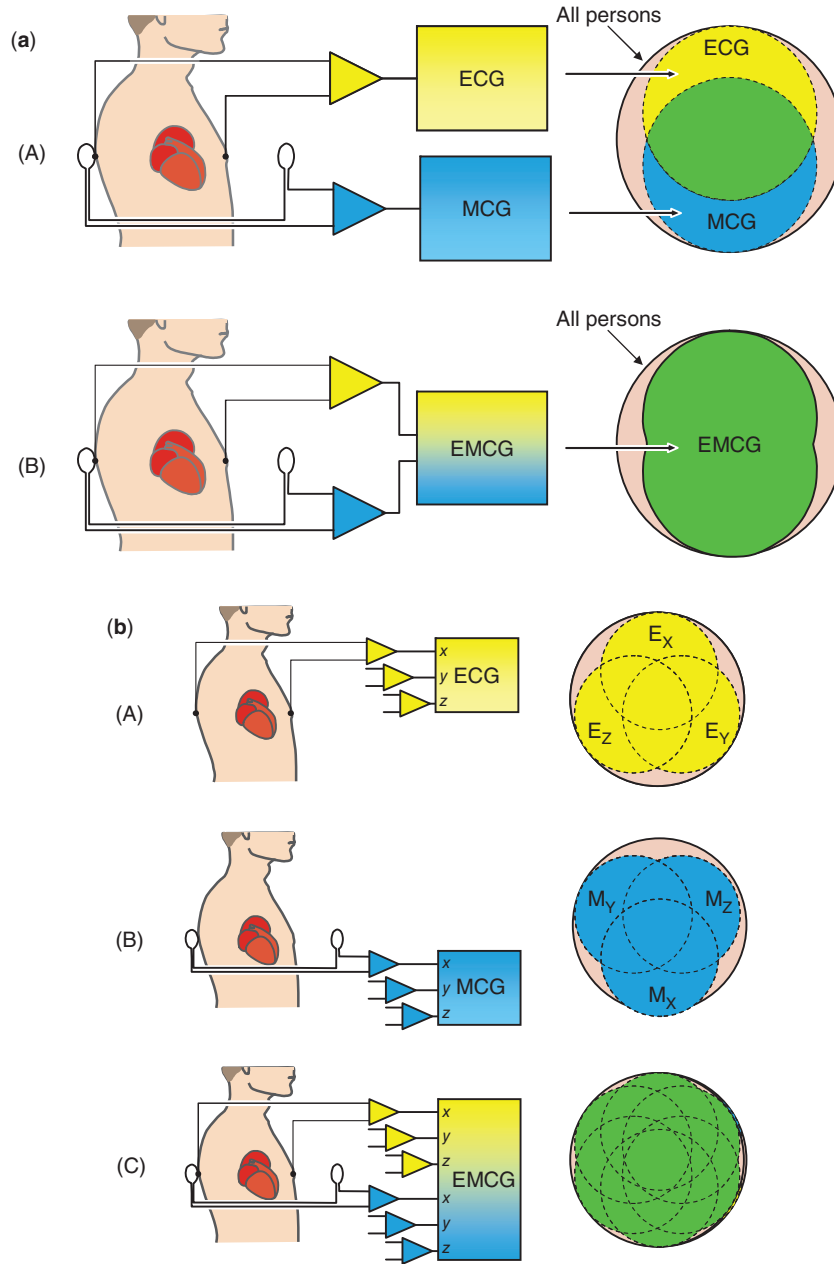 (a)
All persons
ECG
ECG
(A)
MCG
MCG
All persons
(B)
EMCG
EMCG
(b)
x
y
z
ECG
(A)
E_X
E_Z
E_Y
(B)
x
y
z
MCG
M_Y
M_Z
M_X
(C)
x
y
z
EMCG
x
y
z